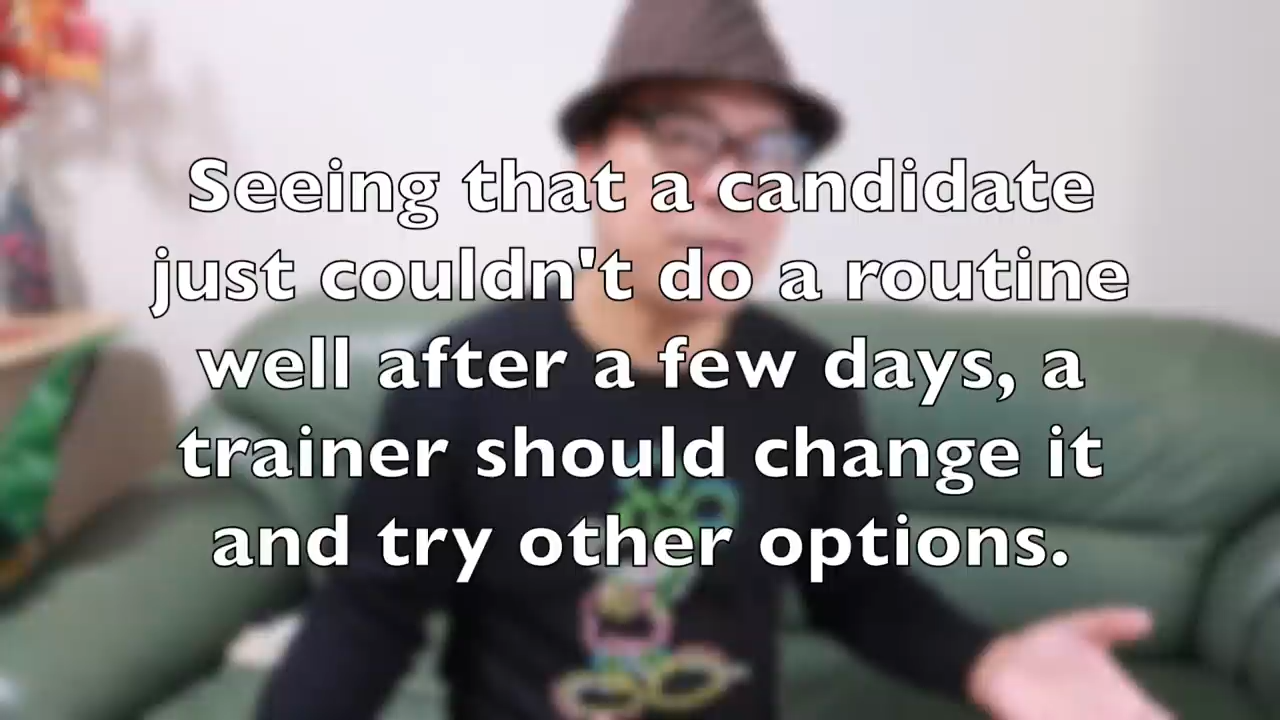 Seeing that a candidate
just couldn't do a routine
well after a few days, a
trainer should change it
and try other options.